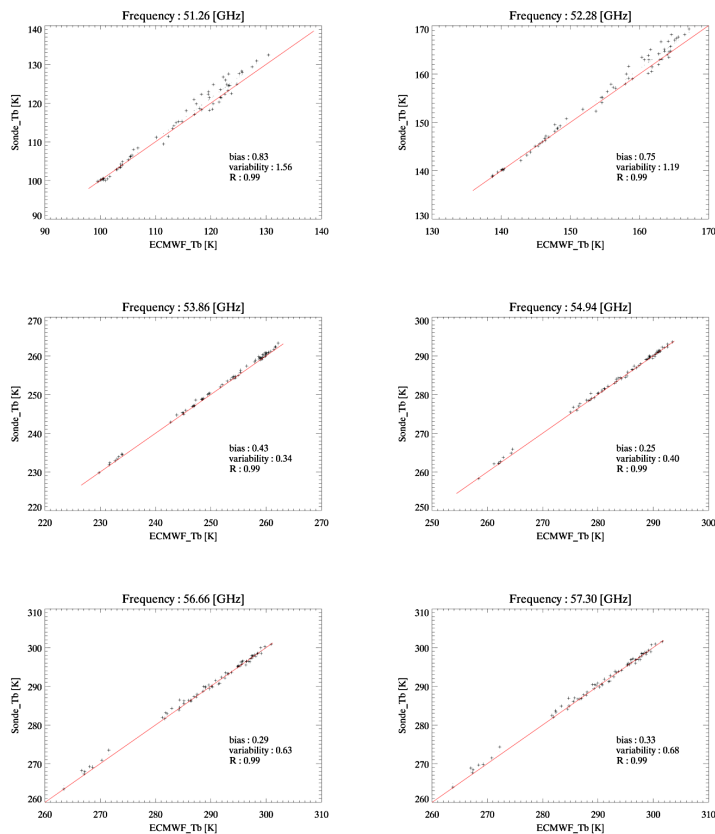 Frequency : 51.26 [GHz]
140
130
120
110
100
90
Sonde_Tb [K]
bias : 0.83
variability : 1.56
R : 0.99
90 100 110 120 130 140
ECMWF_Tb [K]
Frequency : 52.28 [GHz]
170
160
150
140
130
Sonde_Tb [K]
bias : 0.75
variability : 1.19
R : 0.99
130 140 150 160 170
ECMWF_Tb [K]
Frequency : 53.86 [GHz]
270
260
250
240
230
220
Sonde_Tb [K]
bias : 0.43
variability : 0.34
R : 0.99
220 230 240 250 260 270
ECMWF_Tb [K]
Frequency : 54.94 [GHz]
300
290
280
270
260
250
Sonde_Tb [K]
bias : 0.25
variability : 0.40
R : 0.99
250 260 270 280 290 300
ECMWF_Tb [K]
Frequency : 56.66 [GHz]
310
300
290
280
270
260
Sonde_Tb [K]
bias : 0.29
variability : 0.63
R : 0.99
260 270 280 290 300 310
ECMWF_Tb [K]
Frequency : 57.30 [GHz]
310
300
290
280
270
260
Sonde_Tb [K]
bias : 0.33
variability : 0.68
R : 0.99
260 270 280 290 300 310
ECMWF_Tb [K]